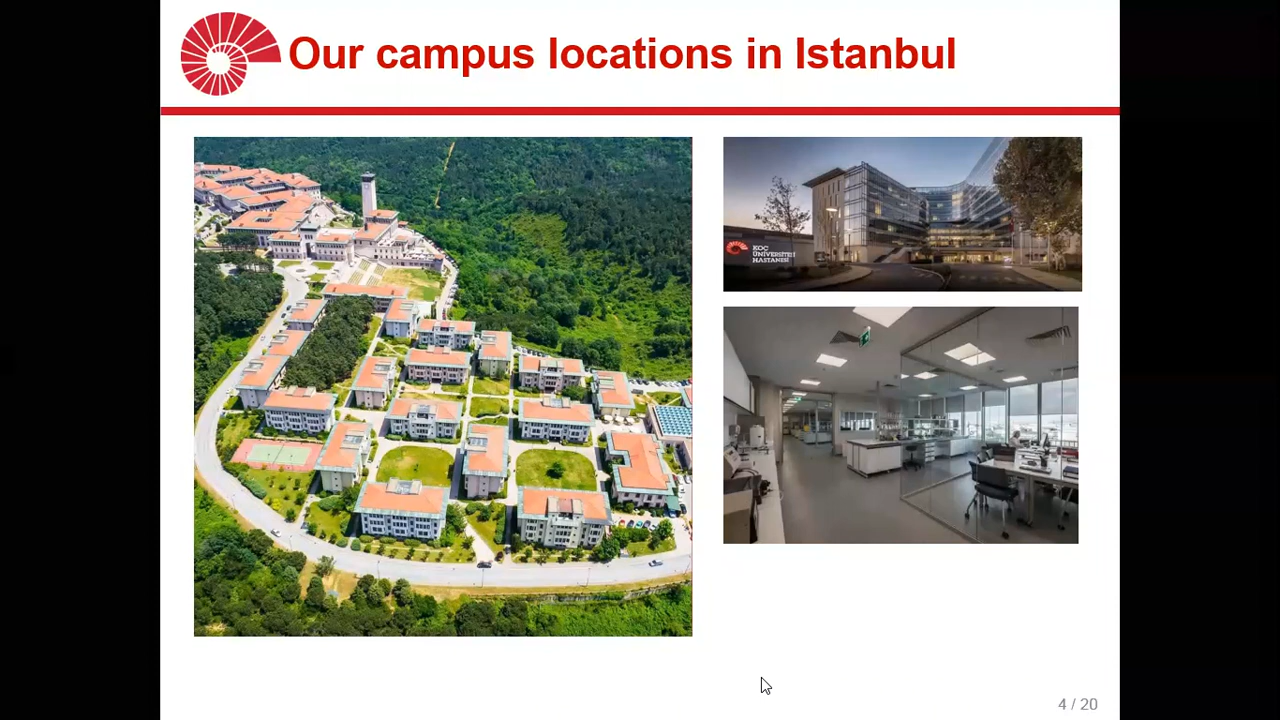 Our campus locations in Istanbul
KOÇ
ÜNİVERSİTESİ
HASTANESİ
4 / 20